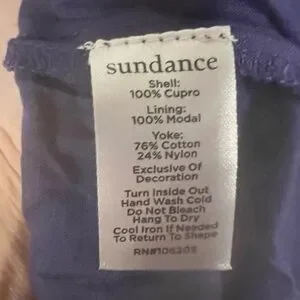 sundance
Shell:
100% Cupro
Lining:
100% Modal
Yoke:
76% Cotton
24% Nylon
Exclusive Of
Decoration
Turn Inside Out
Hand Wash Cold
Do Not Bleach
Hang To Dry
Cool Iron If Needed
To Return To Shape